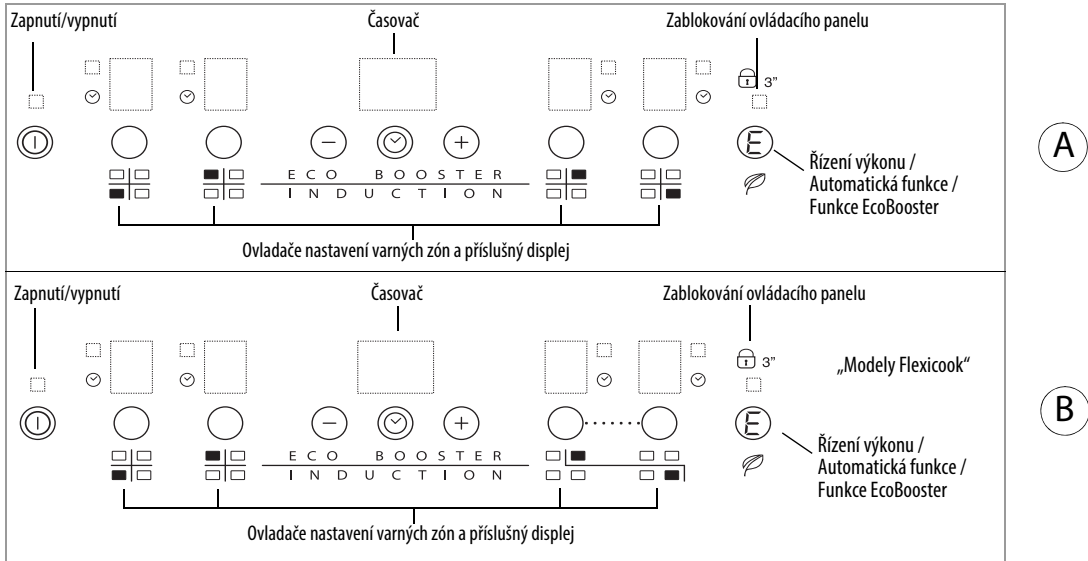 Zapnutí/vypnutí
Časovač
Zablokování ovládacího panelu
3”
E
Řízení výkonu /
Automatická funkce /
Funkce EcoBooster
ECO BOOSTER
INDUCTION
Ovladače nastavení varných zón a příslušný displej
A
Zapnutí/vypnutí
Časovač
Zablokování ovládacího panelu
3”
„Modely Flexicook“
E
Řízení výkonu /
Automatická funkce /
Funkce EcoBooster
ECO BOOSTER
INDUCTION
Ovladače nastavení varných zón a příslušný displej
B